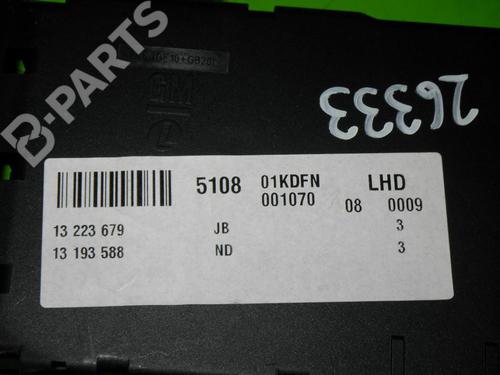 B-PARTS
GM
26333
5108 01KDFN LHD
001070 08 0009
13 223 679 JB 3
13 193 588 ND 3
B-PARTS